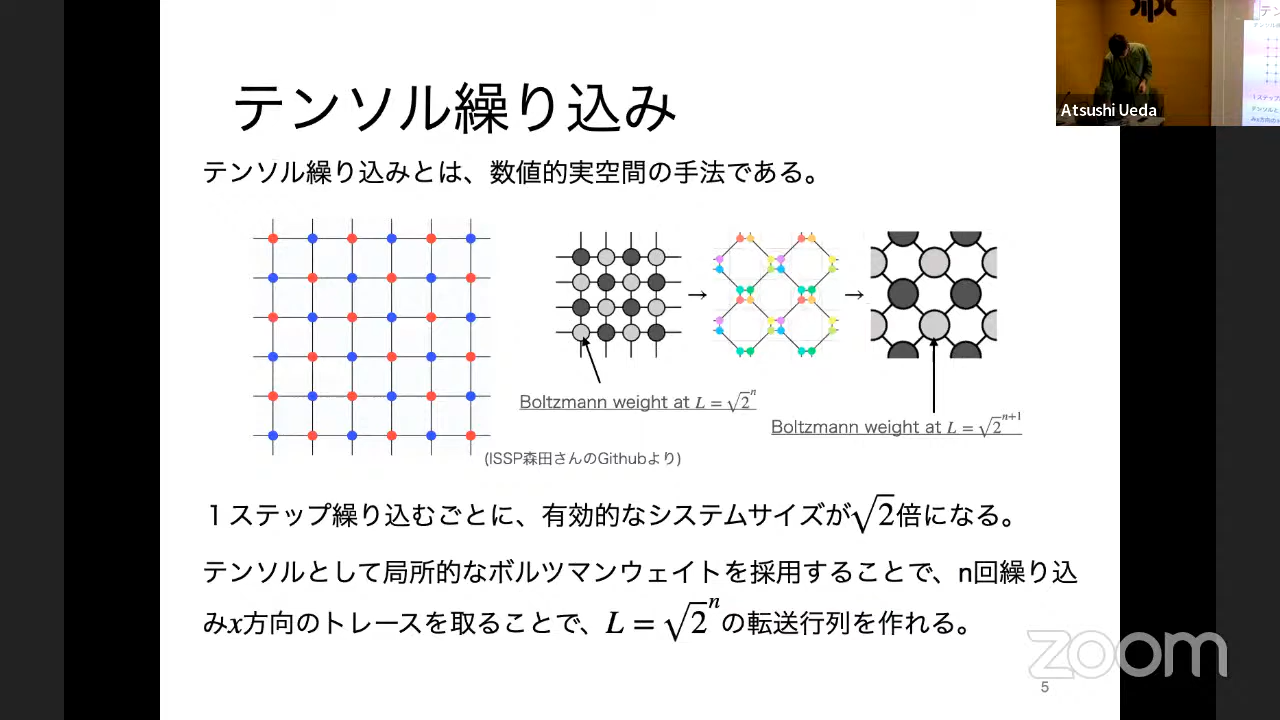 テンソル繰り込み
テンソル繰り込みとは、数値的実空間の手法である。
Atsushi Ueda
→
→
Boltzmann weight at L = √2^n
Boltzmann weight at L = √2^{n+1}
(ISSP森田さんのGithubより)
1ステップ繰り込むごとに、有効的なシステムサイズが√2倍になる。
テンソルとして局所的なボルツマンウェイトを採用することで、n回繰り込
みx方向のトレースを取ることで、L = √2^nの転送行列を作れる。
zoom
5